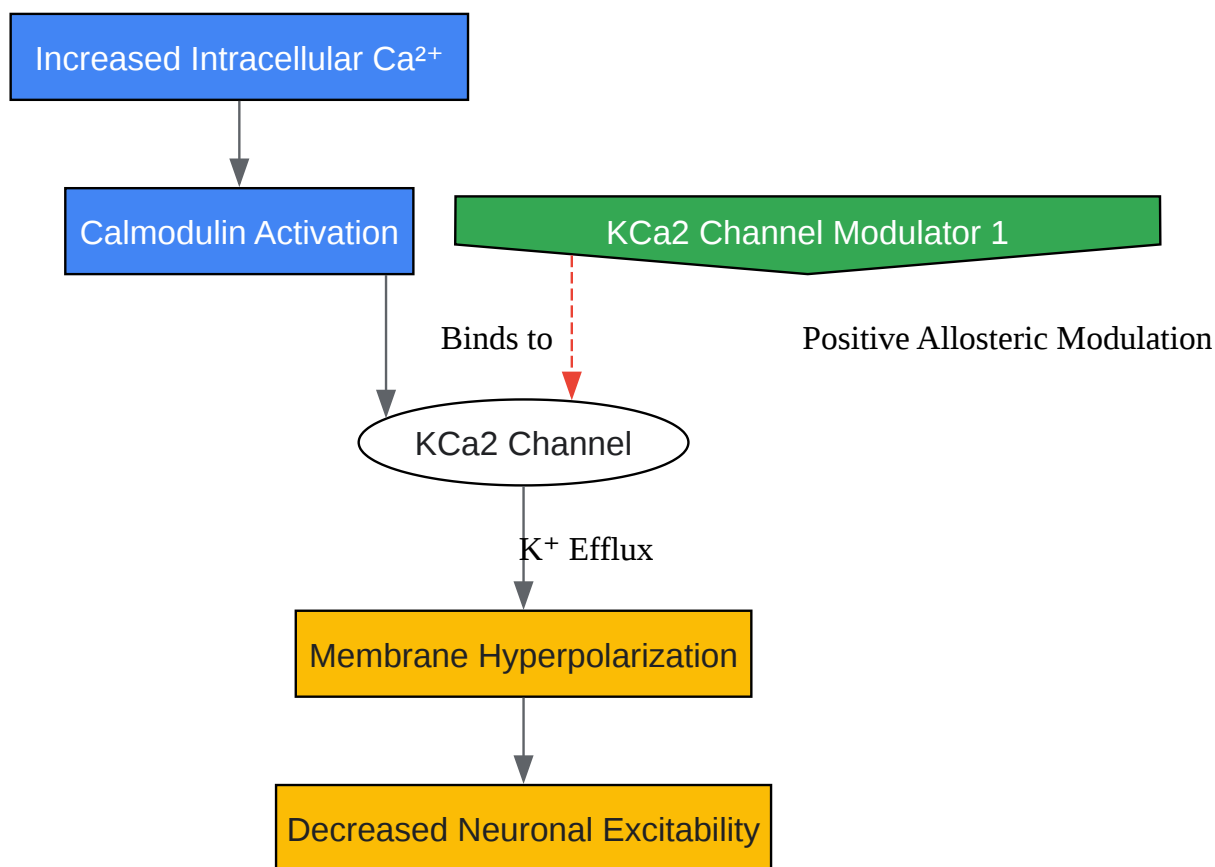 Increased Intracellular Ca²⁺
Calmodulin Activation
KCa2 Channel Modulator 1
Binds to
Positive Allosteric Modulation
KCa2 Channel
K⁺ Efflux
Membrane Hyperpolarization
Decreased Neuronal Excitability